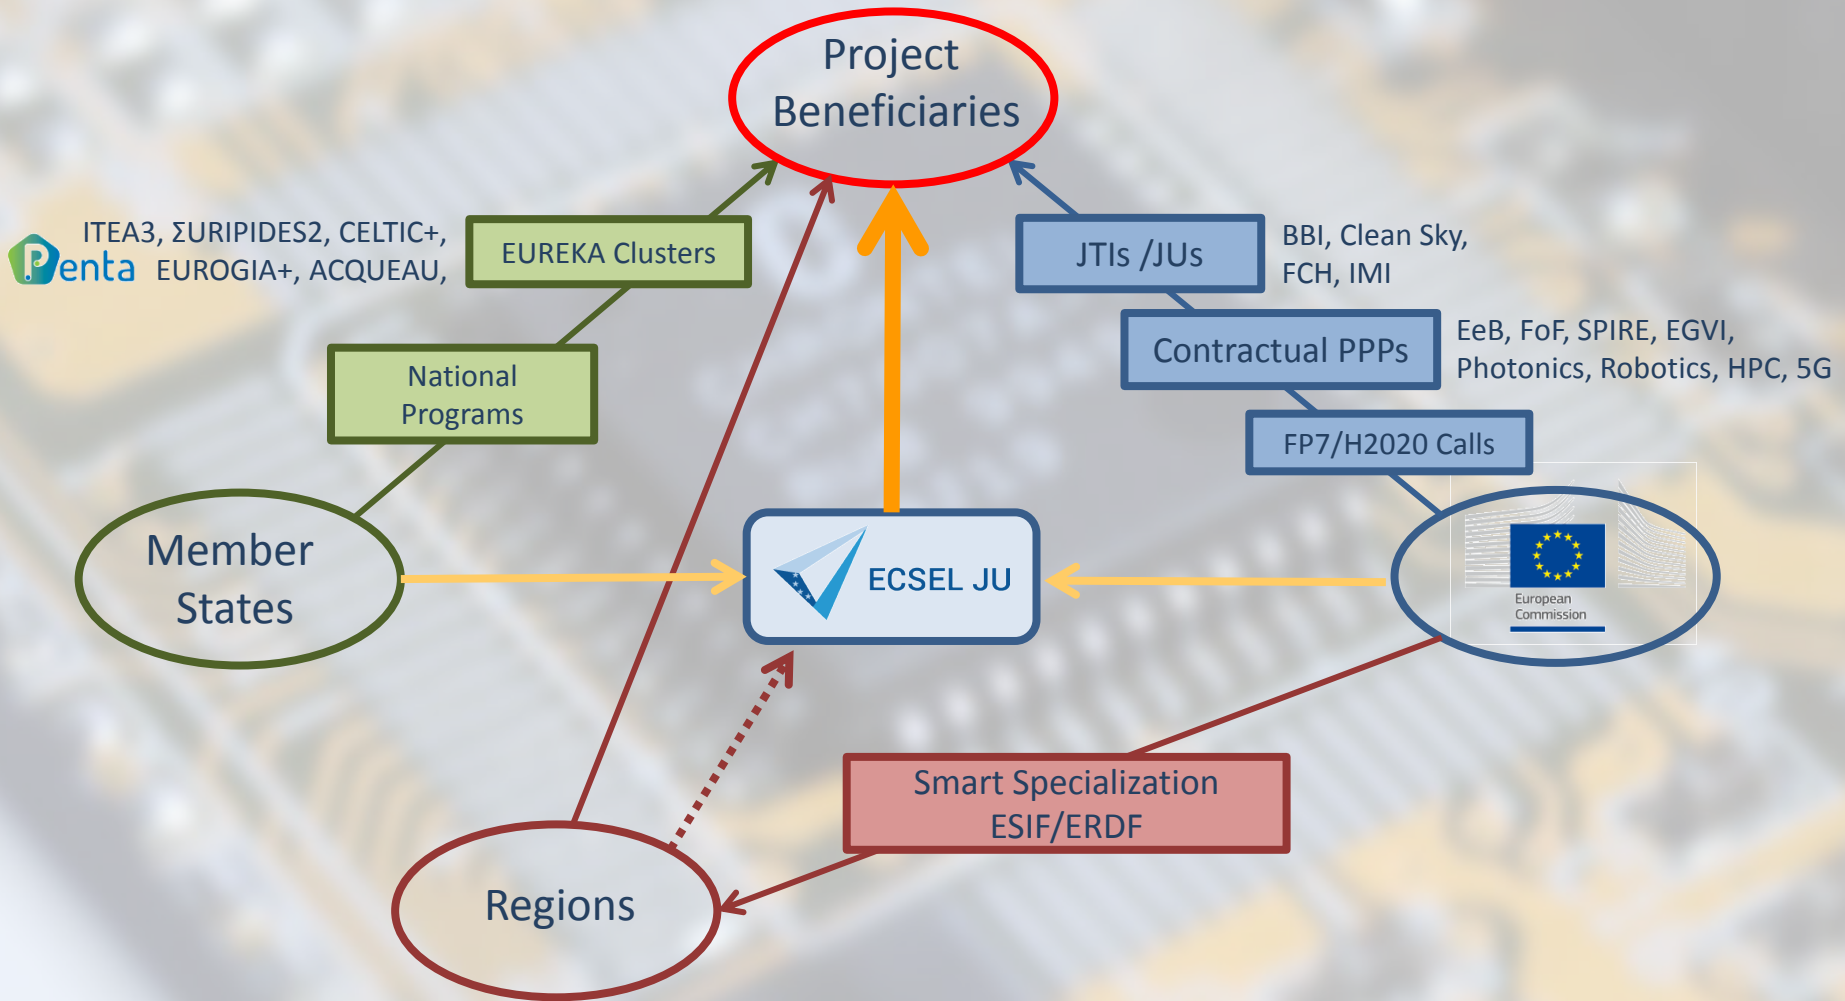 Project
Beneficiaries
ITEA3, ΣURIPIDES2, CELTIC+,
Penta EUROGIA+, ACQUEAU,
EUREKA Clusters
JTIs /JUs
BBI, Clean Sky,
FCH, IMI
National
Programs
Contractual PPPs
EeB, FoF, SPIRE, EGVI,
Photonics, Robotics, HPC, 5G
FP7/H2020 Calls
Member
States
ECSEL JU
European
Commission
Smart Specialization
ESIF/ERDF
Regions